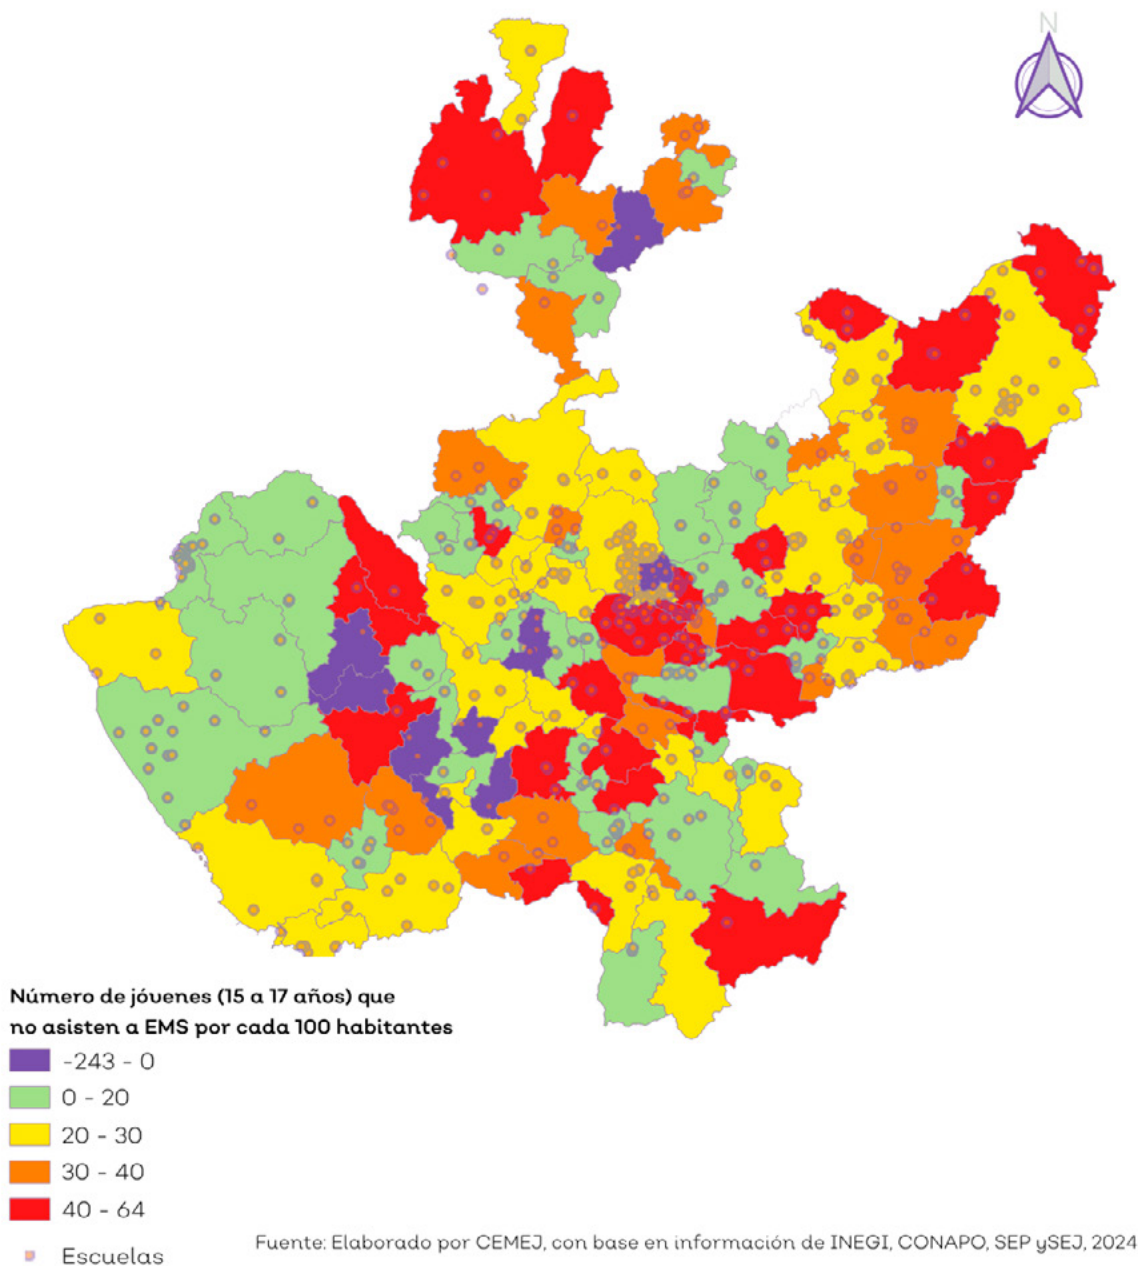 N
Número de jóvenes (15 a 17 años) que
no asisten a EMS por cada 100 habitantes
-243 - 0
0 - 20
20 - 30
30 - 40
40 - 64
Escuelas
Fuente: Elaborado por CEMEJ, con base en información de INEGI, CONAPO, SEP ySEJ, 2024